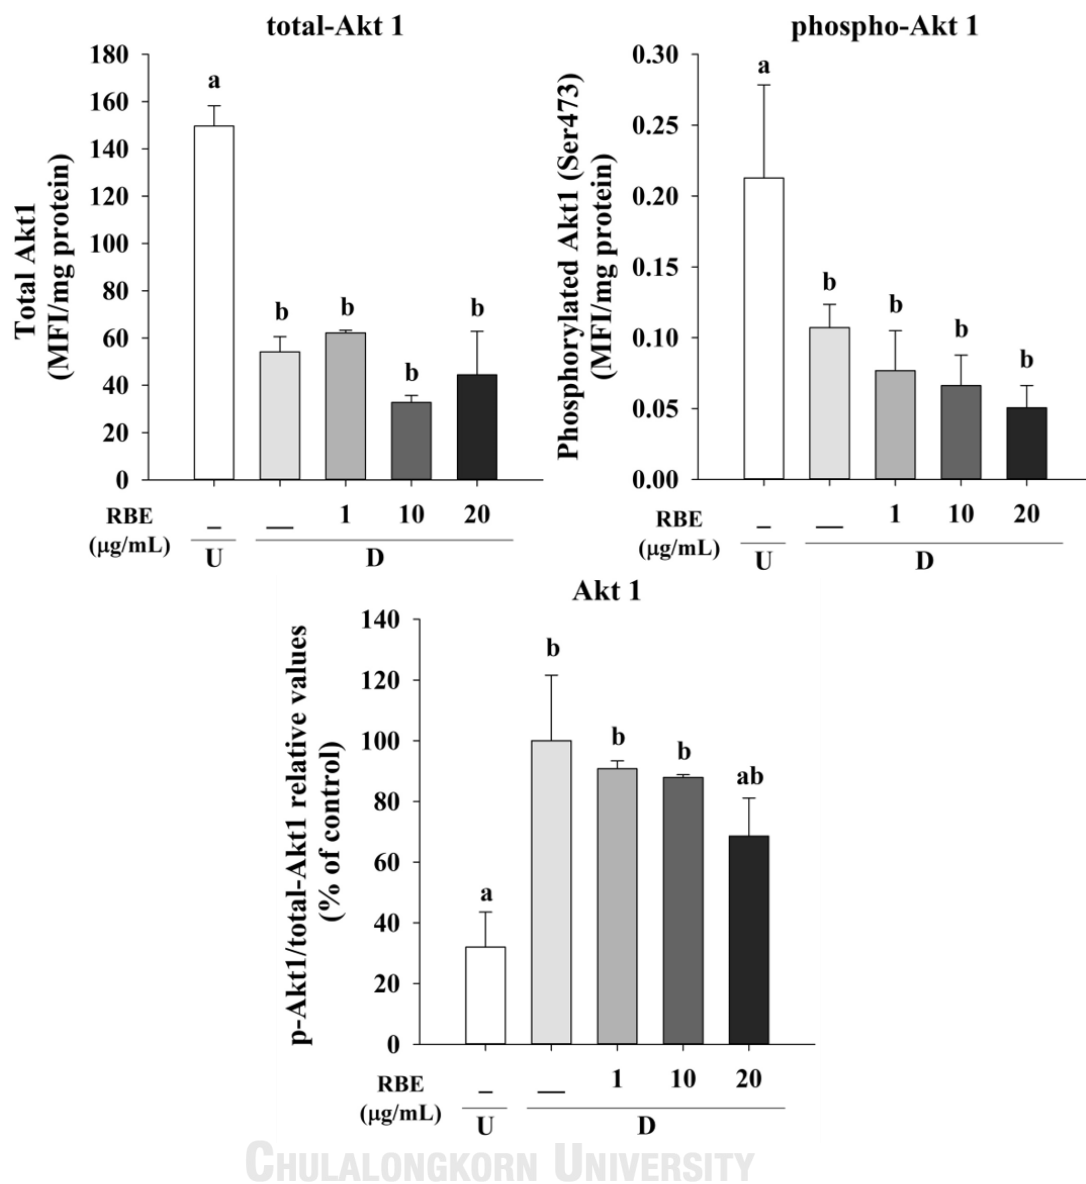 total-Akt 1
Total Akt1
(MFI/mg protein)
180
160
140
120
100
80
60
40
20
0
a
b
b
b
b
RBE
(µg/mL)
– — 1 10 20
U D
phospho-Akt 1
Phosphorylated Akt1 (Ser473)
(MFI/mg protein)
0.30
0.25
0.20
0.15
0.10
0.05
0.00
a
b
b
b
b
RBE
(µg/mL)
– — 1 10 20
U D
Akt 1
p-Akt1/total-Akt1 relative values
(% of control)
140
120
100
80
60
40
20
0
a
b
b
b
ab
RBE
(µg/mL)
– — 1 10 20
U D
CHULALONGKORN UNIVERSITY